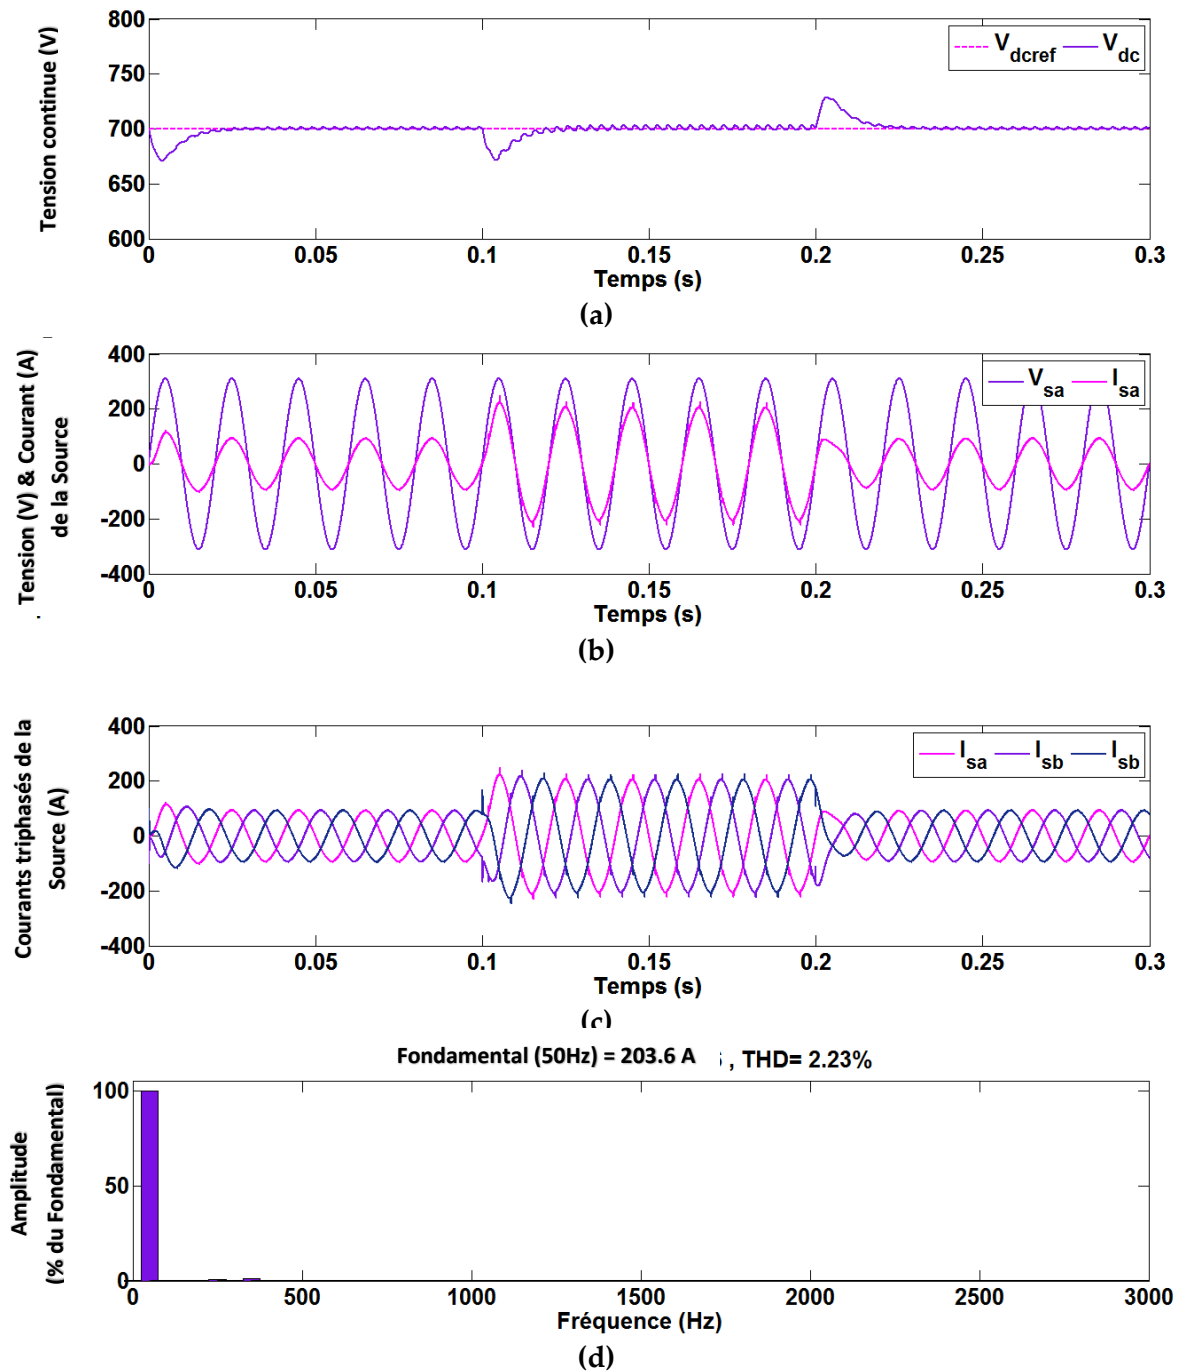 Tension continue (V)
800
750
700
650
600
V_dcref V_dc
0 0.05 0.1 0.15 0.2 0.25 0.3
Temps (s)
(a)
Tension (V) & Courant (A)
de la Source
400
200
0
-200
-400
V_sa I_sa
0 0.05 0.1 0.15 0.2 0.25 0.3
Temps (s)
(b)
Courants triphasés de la
Source (A)
400
200
0
-200
-400
I_sa I_sb I_sb
0 0.05 0.1 0.15 0.2 0.25 0.3
Temps (s)
(c)
Fondamental (50Hz) = 203.6 A , THD= 2.23%
Amplitude
(% du Fondamental)
100
50
0
0 500 1000 1500 2000 2500 3000
Fréquence (Hz)
(d)